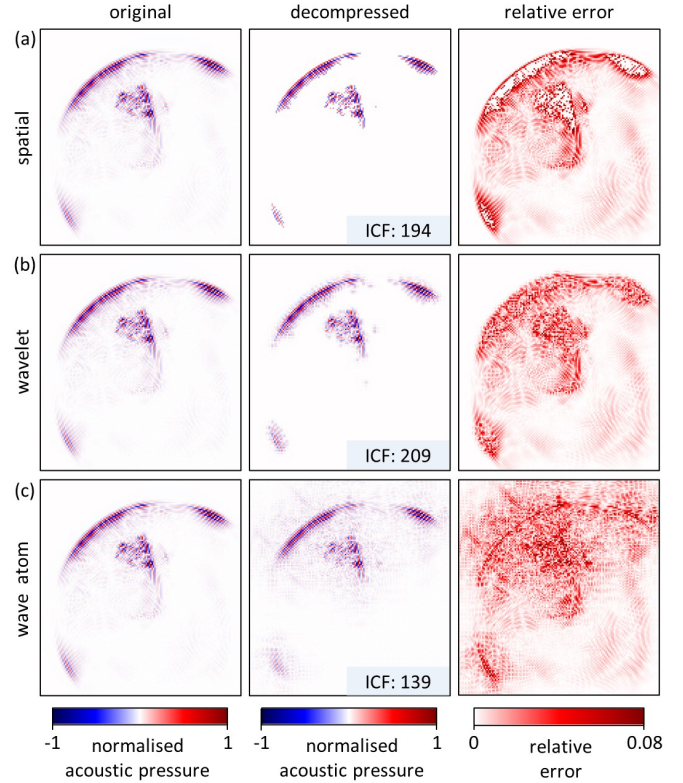 original decompressed relative error
(a)
spatial
ICF: 194
(b)
wavelet
ICF: 209
(c)
wave atom
ICF: 139
-1 normalised 1 -1 normalised 1 0 relative 0.08
acoustic pressure acoustic pressure error